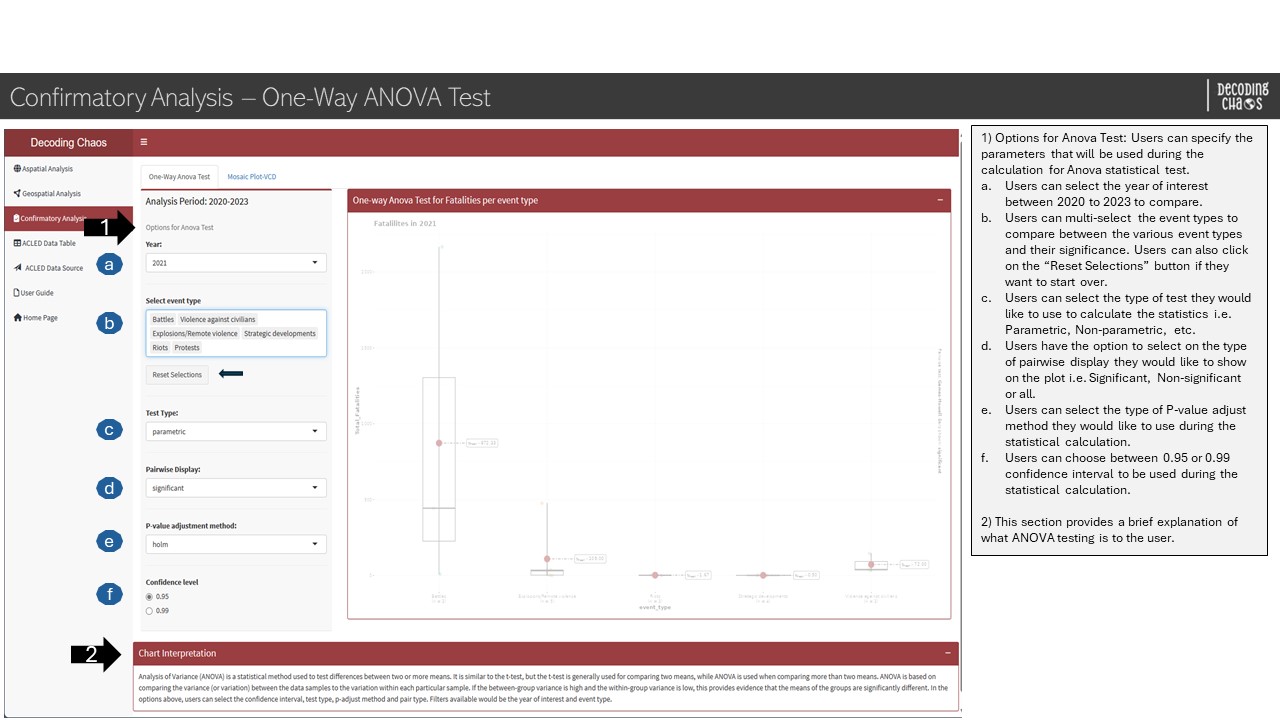 Confirmatory Analysis – One-Way ANOVA Test
DECODING
CHAOS
Decoding Chaos
Aspatial Analysis
Geospatial Analysis
Confirmatory Analysis
ACLED Data Table
ACLED Data Source
User Guide
Home Page
1
a
b
c
d
e
f
2
One-Way Anova Test
Mosaic Plot-VCD
Analysis Period: 2020-2023
Options for Anova Test
Year:
2021
Select event type
Battles Violence against civilians
Explosions/Remote violence Strategic developments
Riots Protests
Reset Selections
Test Type:
parametric
Pairwise Display:
significant
P-value adjustment method:
holm
Confidence level
0.95
0.99
One-way Anova Test for Fatalities per event type
Fatalities in 2021
Total_Fatalities
event_type
Chart Interpretation
Analysis of Variance (ANOVA) is a statistical method used to test differences between two or more means. It is similar to the t-test, but the t-test is generally used for comparing two means, while ANOVA is used when comparing more than two means. ANOVA is based on
comparing the variance (or variation) between the data samples to the variation within each particular sample. If the between-group variance is high and the within-group variance is low, this provides evidence that the means of the groups are significantly different. In the
options above, users can select the confidence interval, test type, p-adjust method and pair type. Filters available would be the year of interest and event type.
1) Options for Anova Test: Users can specify the
parameters that will be used during the
calculation for Anova statistical test.
a. Users can select the year of interest
between 2020 to 2023 to compare.
b. Users can multi-select the event types to
compare between the various event types
and their significance. Users can also click
on the “Reset Selections” button if they
want to start over.
c. Users can select the type of test they would
like to use to calculate the statistics i.e.
Parametric, Non-parametric, etc.
d. Users have the option to select on the type
of pairwise display they would like to show
on the plot i.e. Significant, Non-significant
or all.
e. Users can select the type of P-value adjust
method they would like to use during the
statistical calculation.
f. Users can choose between 0.95 or 0.99
confidence interval to be used during the
statistical calculation.
2) This section provides a brief explanation of
what ANOVA testing is to the user.